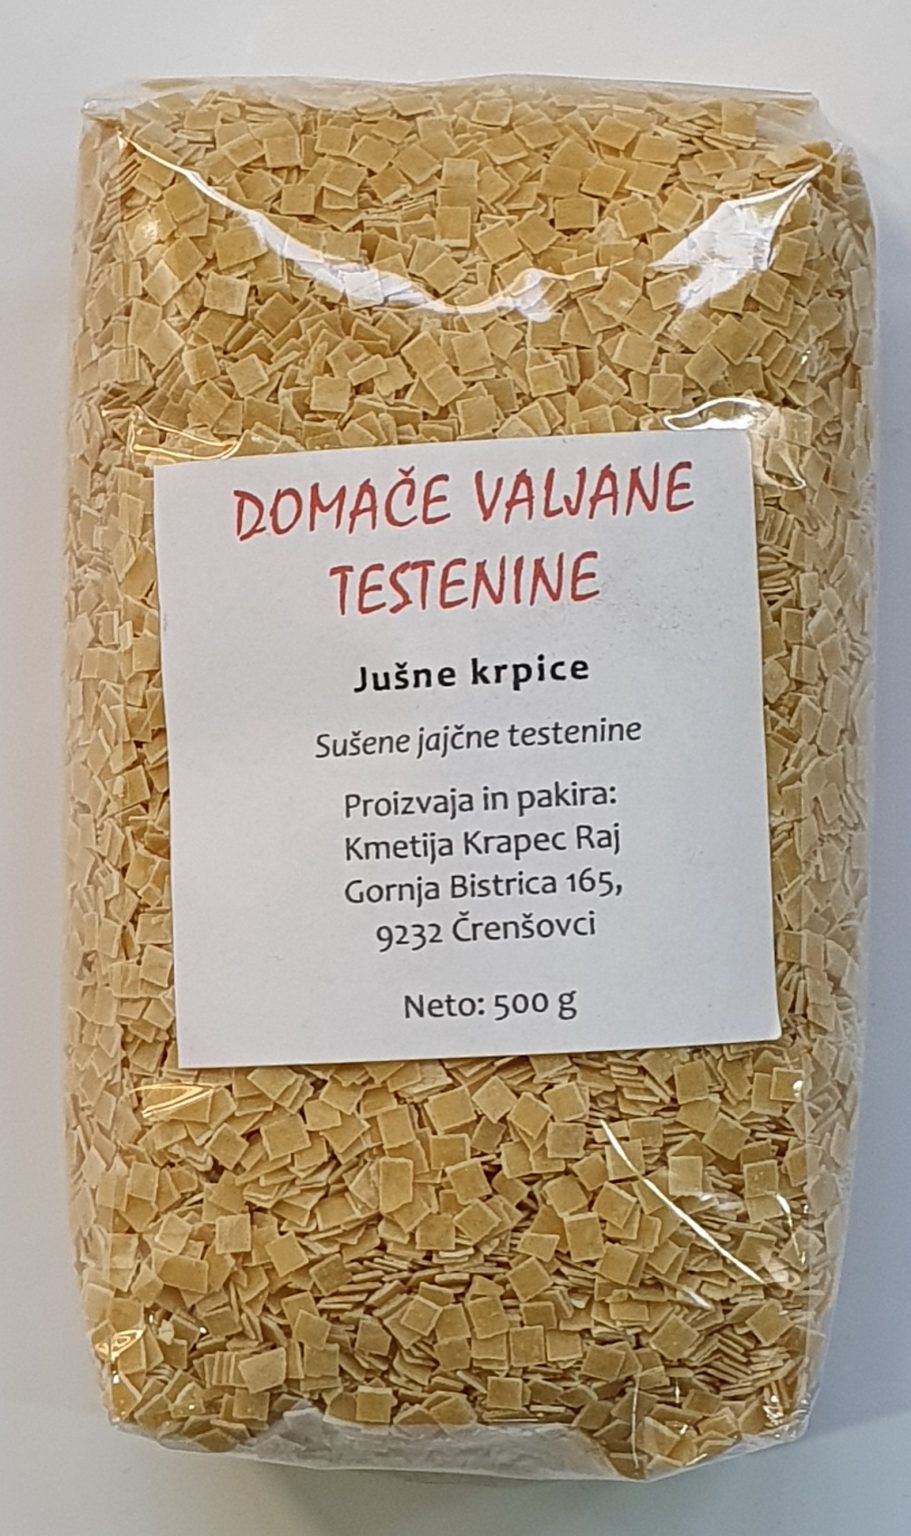 DOMAČE VALJANE
TESTENINE
Jušne krpice
Sušene jajčne testenine
Proizvaja in pakira:
Kmetija Krapec Raj
Gornja Bistrica 165,
9232 Črenšovci
Neto: 500 g